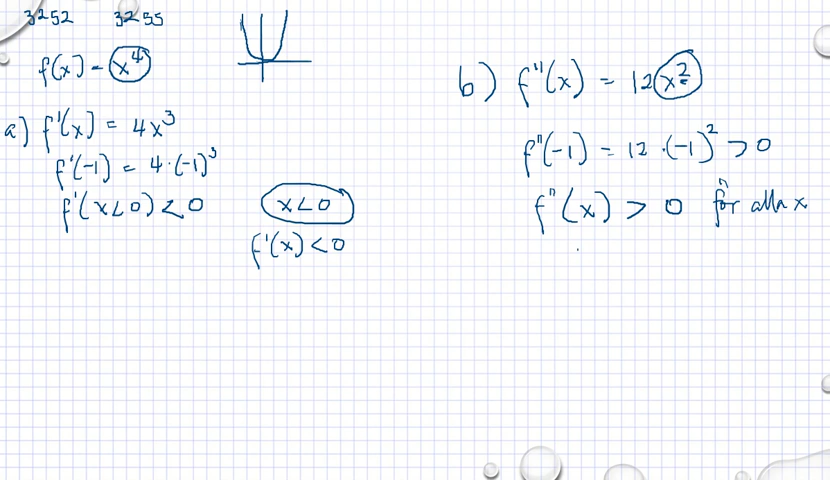 3252 3255
f(x) = x⁴
a) f'(x) = 4x³
f'(-1) = 4·(-1)³
f'(x<0) < 0
x<0
f'(x) < 0
b) f''(x) = 12x²
f''(-1) = 12·(-1)² > 0
f''(x) > 0 för alla x